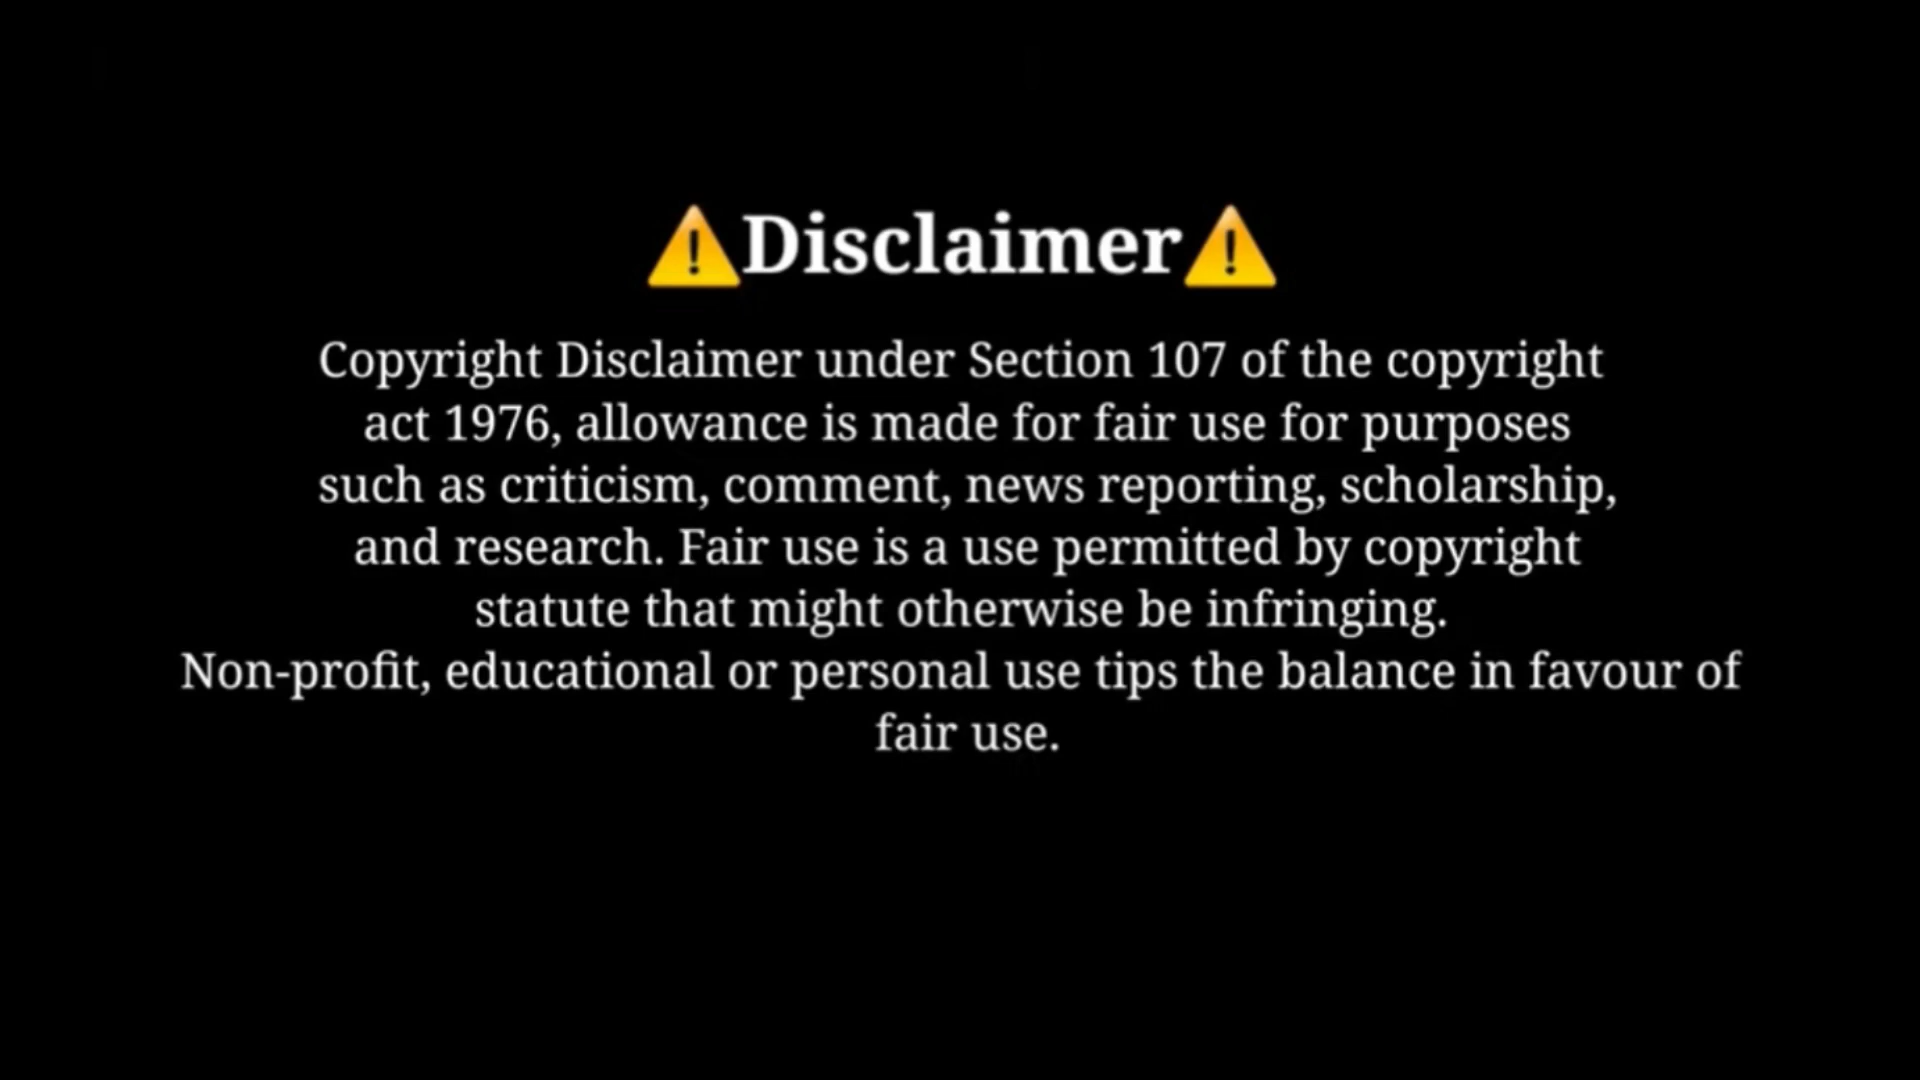 ⚠️Disclaimer⚠️
Copyright Disclaimer under Section 107 of the copyright
act 1976, allowance is made for fair use for purposes
such as criticism, comment, news reporting, scholarship,
and research. Fair use is a use permitted by copyright
statute that might otherwise be infringing.
Non-profit, educational or personal use tips the balance in favour of
fair use.